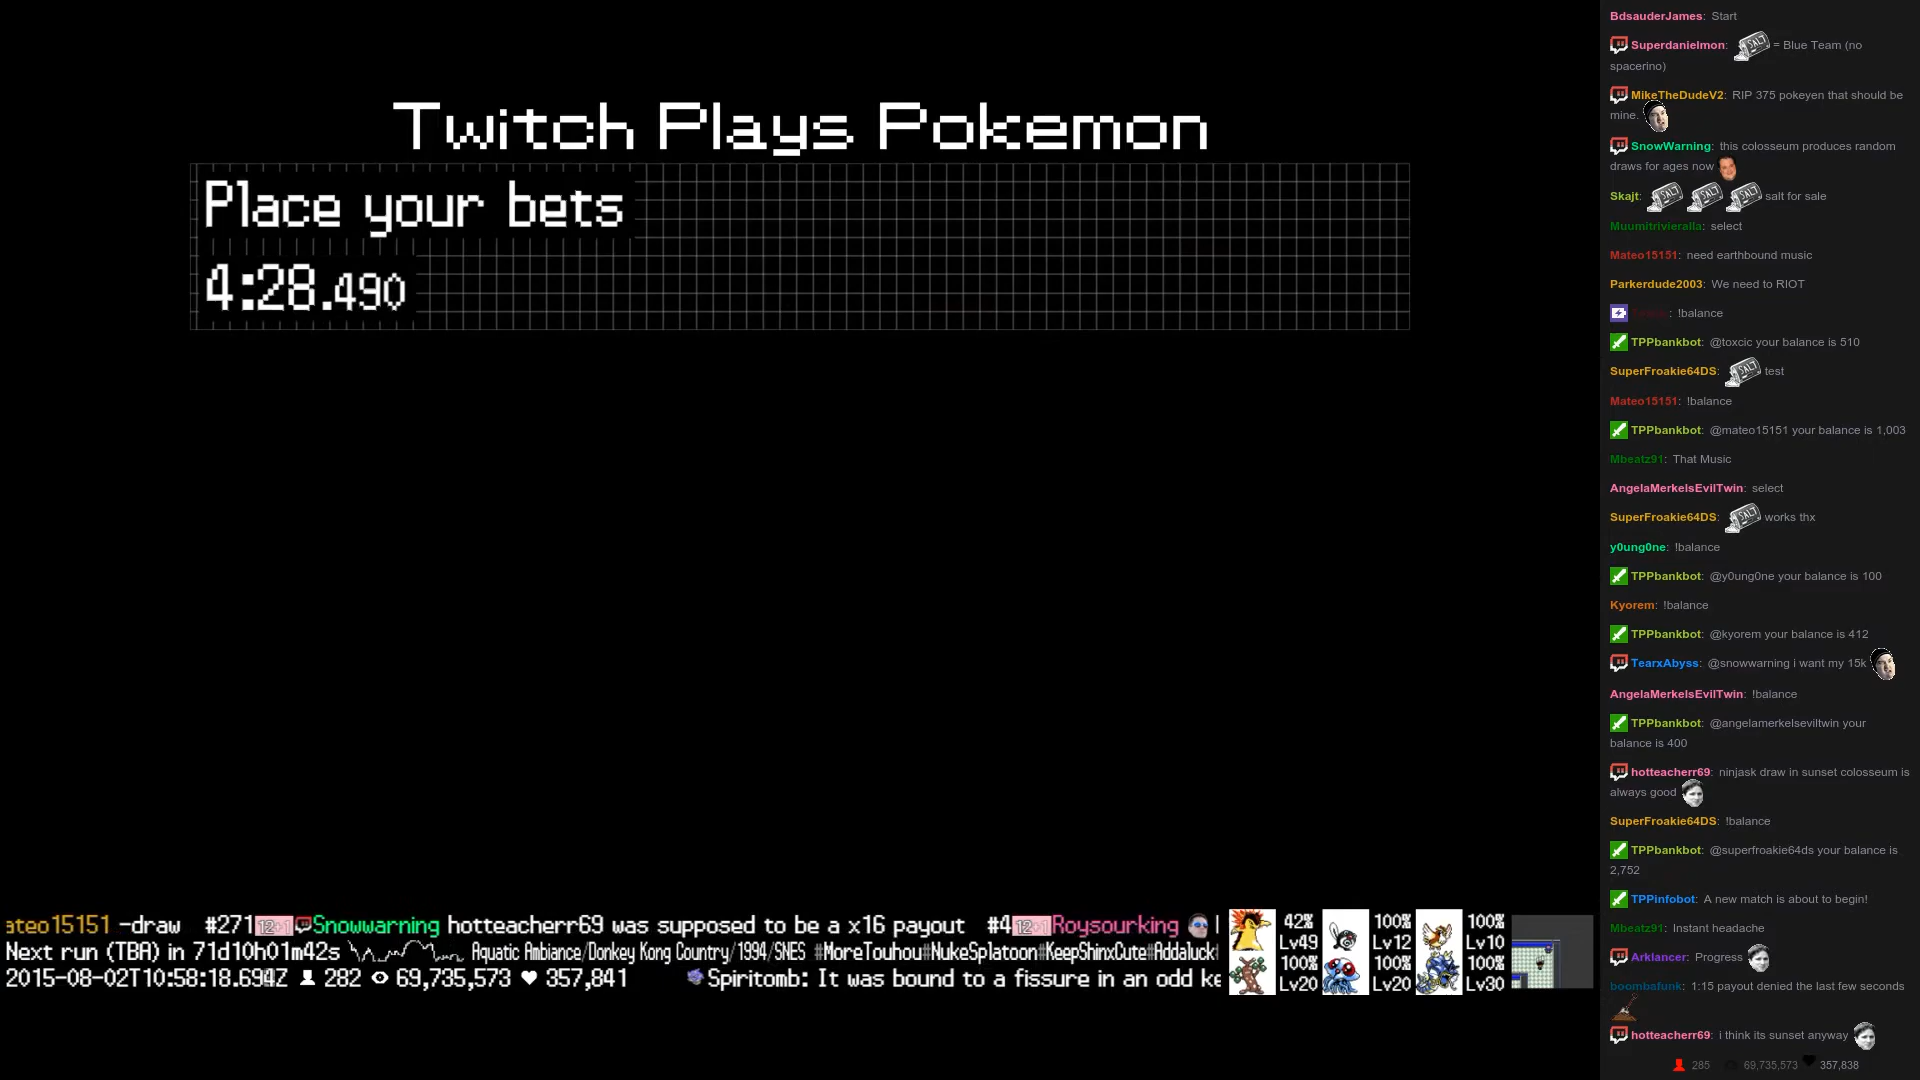 Twitch Plays Pokemon
Place your bets
4:28.490
ateo15151 -draw #271 12+1 Snowwarning hotteacherr69 was supposed to be a x16 payout #4 12+1 Roysourking
Next run (TBA) in 71d10h01m42s Aquatic Ambiance/Donkey Kong Country/1994/SNES #MoreTouhou#NukeSplatoon#KeepShinxCute#Addaluck
282 69,735,573 357,841 Spiritomb: It was bound to a fissure in an odd ke
42%
Lv49
100%
Lv12
100%
Lv10
100%
Lv20
100%
Lv20
100%
Lv30
BdsauderJames: Start
Superdanielmon: SALT = Blue Team (no
spacerino)
MikeTheDudeV2: RIP 375 pokeyen that should be
mine.
SnowWarning: this colosseum produces random
draws for ages now
Skajt: SALT SALT SALT salt for sale
Muumitrivieralla: select
Mateo15151: need earthbound music
Parkerdude2003: We need to RIOT
: !balance
TPPbankbot: @toxcic your balance is 510
SuperFroakie64DS: SALT test
Mateo15151: !balance
TPPbankbot: @mateo15151 your balance is 1,003
Mbeatz91: That Music
AngelaMerkelsEvilTwin: select
SuperFroakie64DS: SALT works thx
y0ung0ne: !balance
TPPbankbot: @y0ung0ne your balance is 100
Kyorem: !balance
TPPbankbot: @kyorem your balance is 412
TearxAbyss: @snowwarning i want my 15k
AngelaMerkelsEvilTwin: !balance
TPPbankbot: @angelamerkelseviltwin your
balance is 400
hotteacherr69: ninjask draw in sunset colosseum is
always good
SuperFroakie64DS: !balance
TPPbankbot: @superfroakie64ds your balance is
2,752
TPPinfobot: A new match is about to begin!
Mbeatz91: Instant headache
Arklancer: Progress
boombafunk: 1:15 payout denied the last few seconds
hotteacherr69: i think its sunset anyway
285 69,735,573 357,838